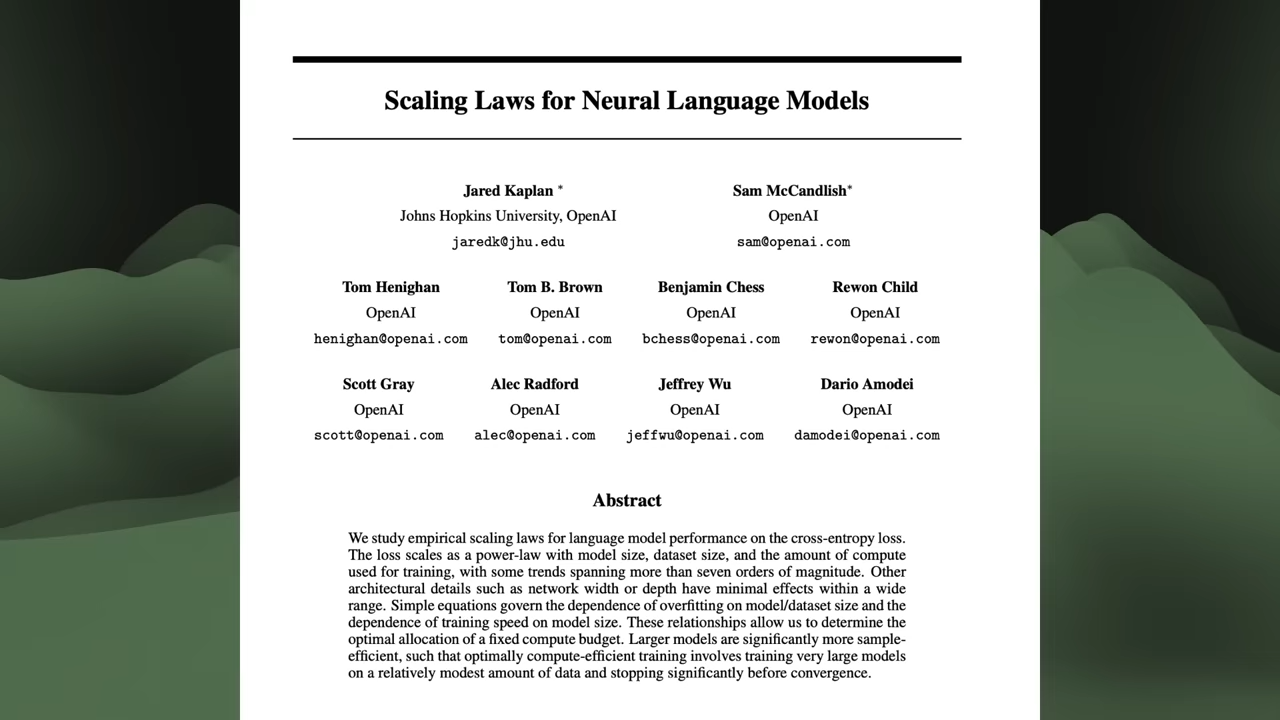 Scaling Laws for Neural Language Models
Jared Kaplan * Sam McCandlish*
Johns Hopkins University, OpenAI OpenAI
jaredk@jhu.edu sam@openai.com
Tom Henighan Tom B. Brown Benjamin Chess Rewon Child
OpenAI OpenAI OpenAI OpenAI
henighan@openai.com tom@openai.com bchess@openai.com rewon@openai.com
Scott Gray Alec Radford Jeffrey Wu Dario Amodei
OpenAI OpenAI OpenAI OpenAI
scott@openai.com alec@openai.com jeffwu@openai.com damodei@openai.com
Abstract
We study empirical scaling laws for language model performance on the cross-entropy loss.
The loss scales as a power-law with model size, dataset size, and the amount of compute
used for training, with some trends spanning more than seven orders of magnitude. Other
architectural details such as network width or depth have minimal effects within a wide
range. Simple equations govern the dependence of overfitting on model/dataset size and the
dependence of training speed on model size. These relationships allow us to determine the
optimal allocation of a fixed compute budget. Larger models are significantly more sample-
efficient, such that optimally compute-efficient training involves training very large models
on a relatively modest amount of data and stopping significantly before convergence.